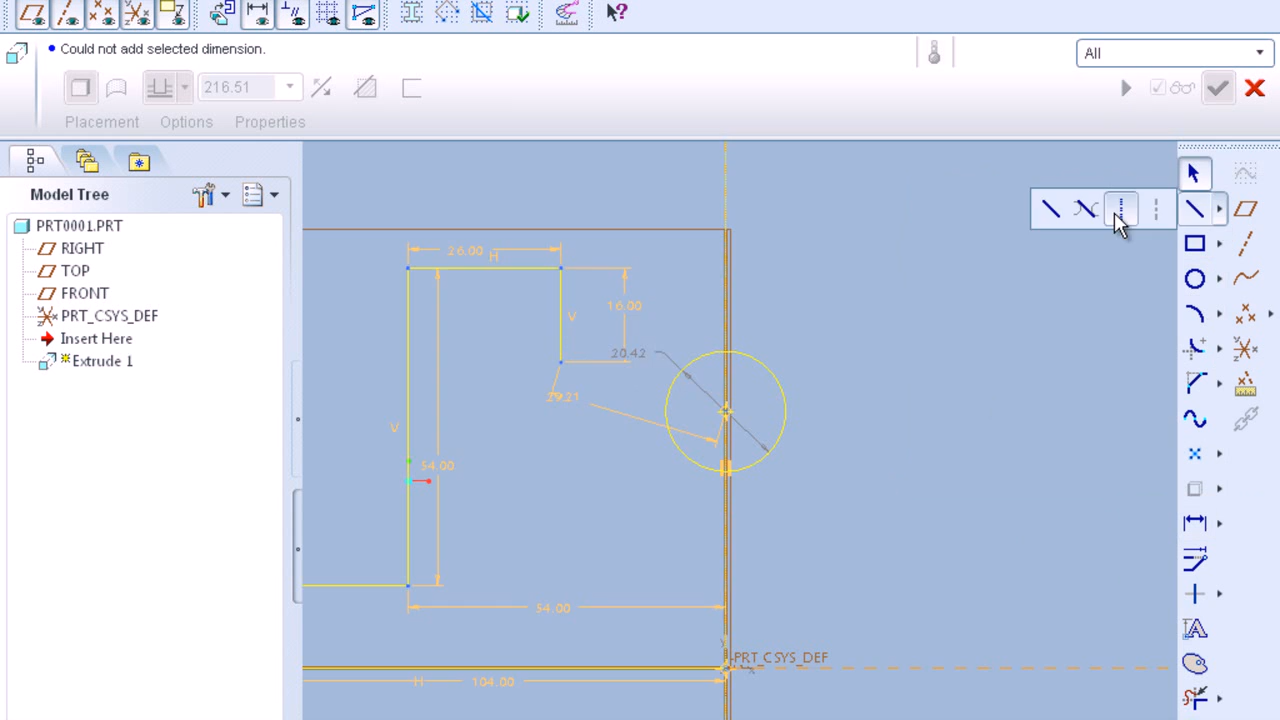 Could not add selected dimension.
All
216.51
Placement Options Properties
Model Tree
PRT0001.PRT
RIGHT
TOP
FRONT
PRT_CSYS_DEF
Insert Here
Extrude 1
26.00 H
16.00
V
20.42
29.21
V
54.00
54.00
PRT_CSYS_DEF
H 104.00